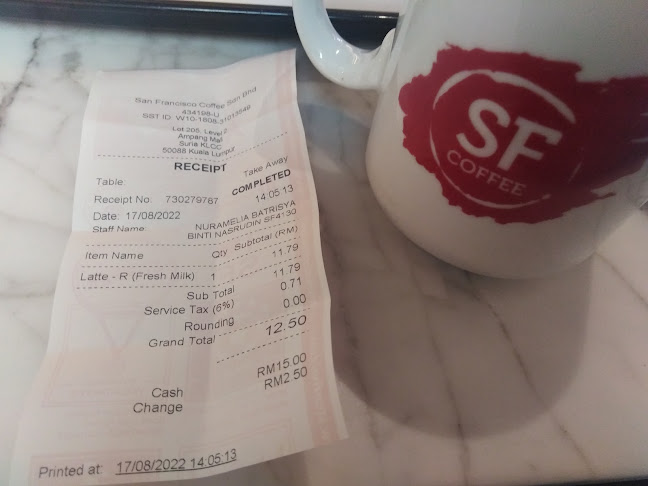 San Francisco Coffee Sdn Bhd
434198-U
SST ID: W10-1808-31013649
Lot 205, Level 2
Ampang Mall
Suria KLCC
50088 Kuala Lumpur
RECEIPT
Table: Take Away
COMPLETED
Receipt No: 730279767 14:05:13
Date: 17/08/2022
Staff Name: NURAMELIA BATRISYA
BINTI NASRUDIN SF4130
Item Name Qty Subtotal (RM)
Latte - R (Fresh Milk) 1 11.79
Sub Total 11.79
Service Tax (6%) 0.71
Rounding 0.00
Grand Total 12.50
Cash RM15.00
Change RM2.50
Printed at: 17/08/2022 14:05:13
SF
COFFEE